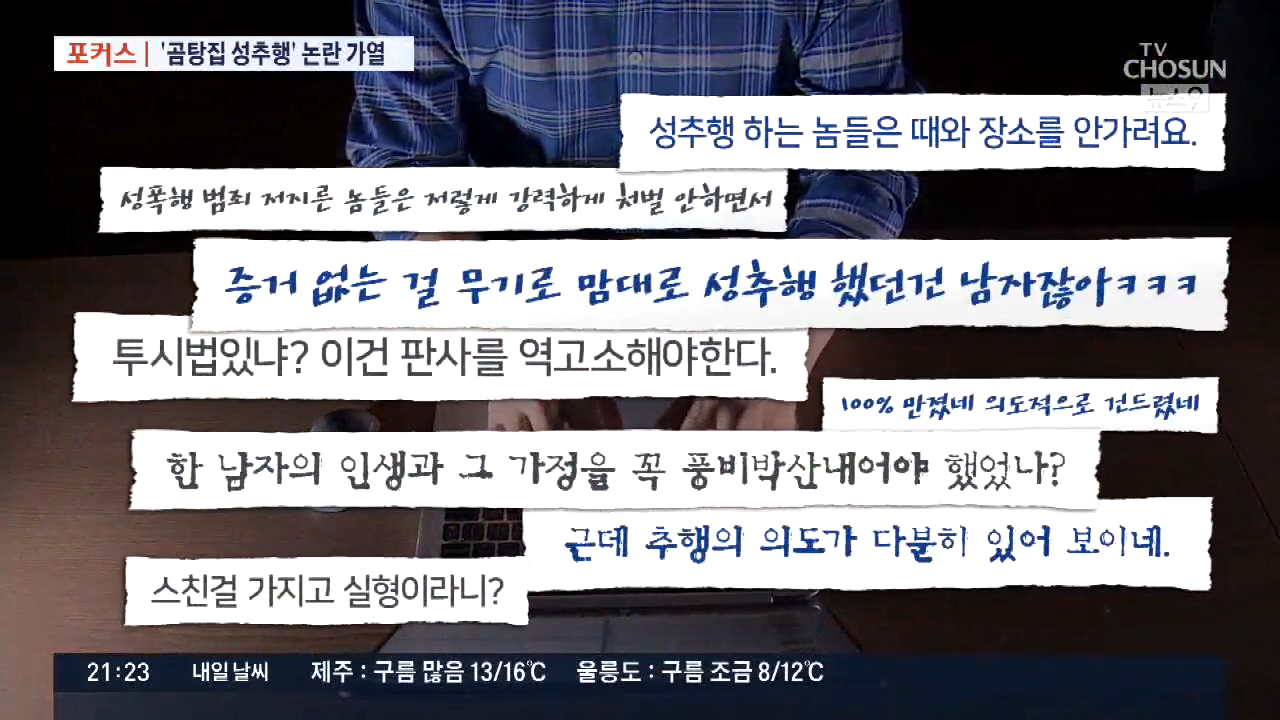 포커스 | '곰탕집 성추행' 논란 가열
TV
CHOSUN
뉴스9
성추행 하는 놈들은 때와 장소를 안가려요.
성폭행 범죄 저지른 놈들은 저렇게 강력하게 처벌 안하면서
증거 없는 걸 무기로 맘대로 성추행 했던건 남자잖아ㅋㅋㅋ
투시법있냐? 이건 판사를 역고소해야한다.
100% 만졌네 의도적으로 건드렸네
한 남자의 인생과 그 가정을 꼭 풍비박산내어야 했었나?
근데 추행의 의도가 다분히 있어 보이네.
스친걸 가지고 실형이라니?
21:23 내일 날씨 제주 : 구름 많음 13/16℃ 울릉도 : 구름 조금 8/12℃